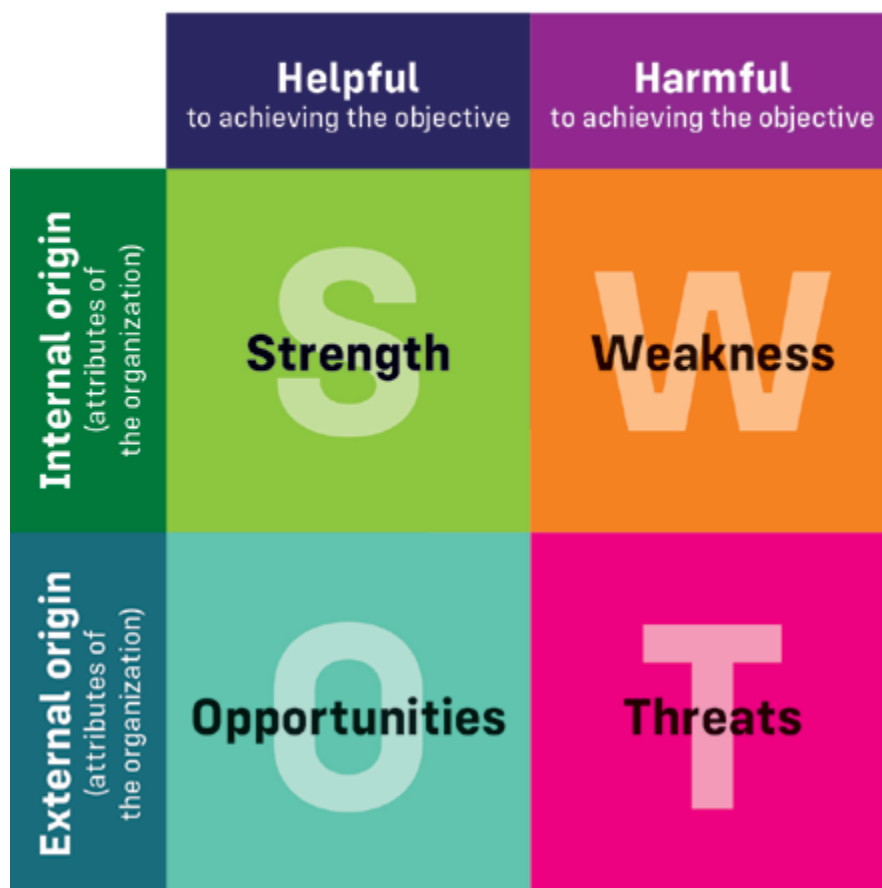 Helpful
to achieving the objective
Harmful
to achieving the objective
Internal origin
(attributes of
the organization)
S
Strength
W
Weakness
External origin
(attributes of
the organization)
O
Opportunities
T
Threats